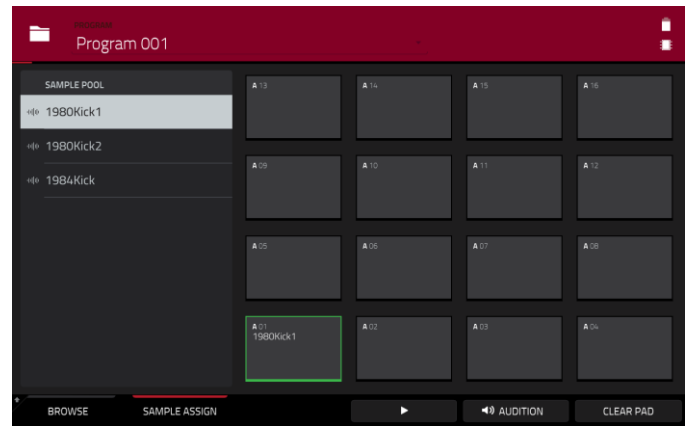 PROGRAM
Program 001
SAMPLE POOL
1980Kick1
1980Kick2
1984Kick
A 13
A 14
A 15
A 16
A 09
A 10
A 11
A 12
A 05
A 06
A 07
A 08
A 01
1980Kick1
A 02
A 03
A 04
BROWSE
SAMPLE ASSIGN
AUDITION
CLEAR PAD